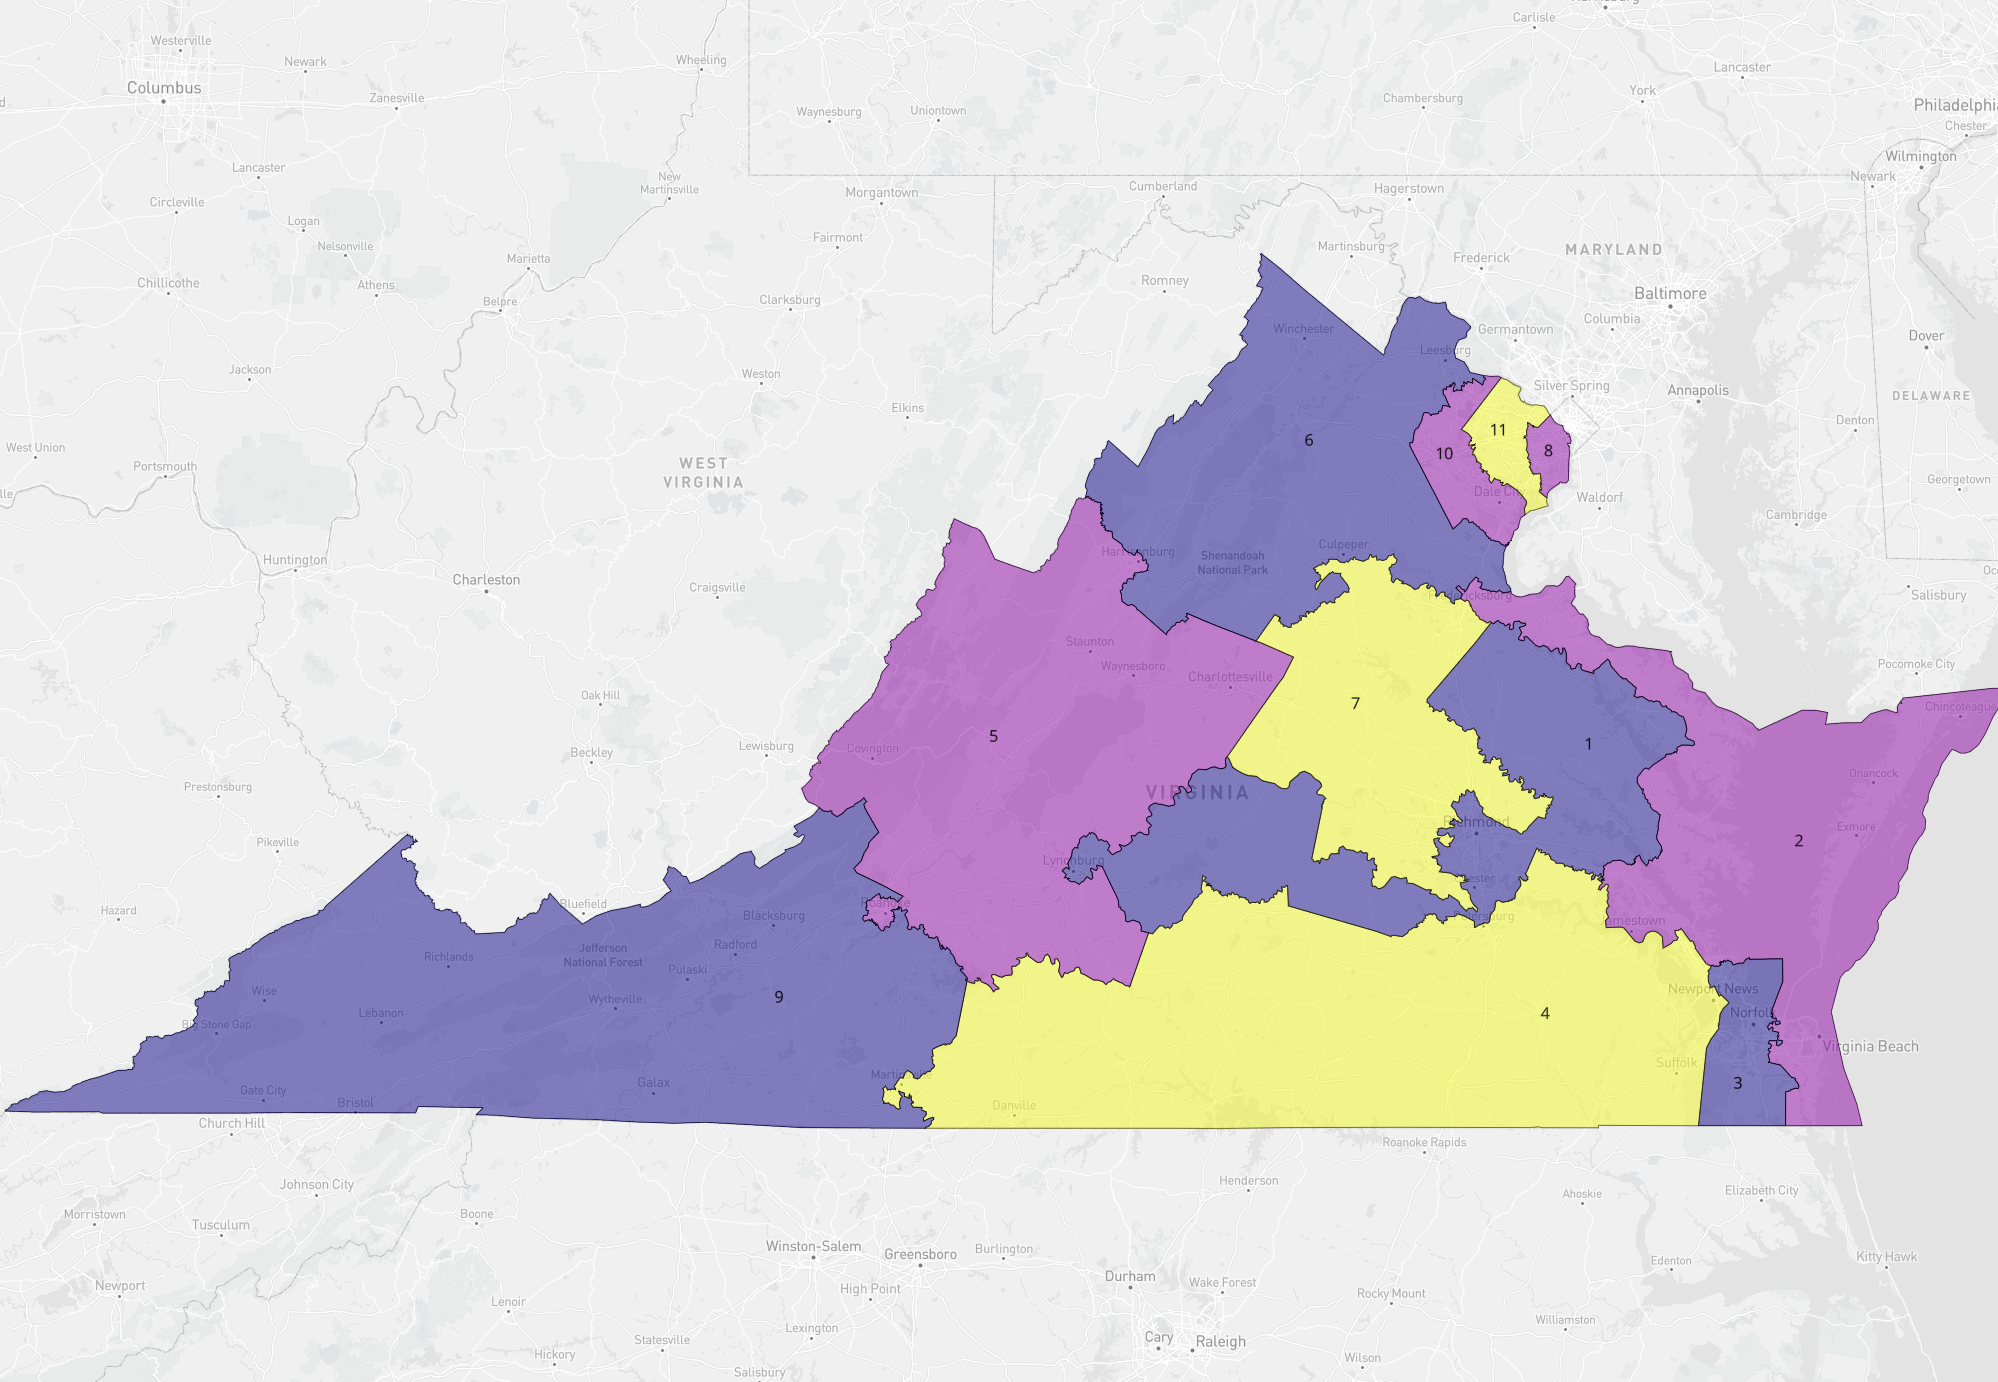 Westerville
Newark
Columbus
Zanesville
Wheeling
Carlisle
Lancaster
York
Waynesburg
Uniontown
Chambersburg
Philadelphia
Chester
Wilmington
Newark
Lancaster
New
Martinsville
Morgantown
Cumberland
Hagerstown
Circleville
Logan
Nelsonville
Fairmont
Martinsburg
Frederick
MARYLAND
Marietta
Athens
Chillicothe
Belpre
Clarksburg
Romney
Baltimore
Columbia
Winchester
Germantown
Dover
Leesburg
Jackson
Weston
Silver Spring
Annapolis
DELAWARE
Elkins
Denton
West Union
Portsmouth
WEST
VIRGINIA
6
11
10
8
Georgetown
Dale City
Waldorf
Cambridge
Huntington
Charleston
Craigsville
Harrisonburg
Shenandoah
National Park
Culpeper
Fredericksburg
Salisbury
Staunton
Waynesboro
Charlottesville
Pocomoke City
Oak Hill
7
Chincoteague
5
1
Beckley
Lewisburg
Covington
Prestonsburg
VIRGINIA
Onancock
Richmond
Exmore
2
Pikeville
Lynchburg
Hazard
Bluefield
Blacksburg
Roanoke
Petersburg
Jamestown
Richlands
Jefferson
National Forest
Radford
Pulaski
Wise
Wytheville
9
Newport News
Lebanon
Big Stone Gap
4
Norfolk
Virginia Beach
Suffolk
Gate City
Bristol
Galax
Martinsville
Danville
3
Church Hill
Roanoke Rapids
Johnson City
Henderson
Ahoskie
Elizabeth City
Morristown
Tusculum
Boone
Winston-Salem
Greensboro
Burlington
Edenton
Kitty Hawk
Newport
High Point
Durham
Wake Forest
Rocky Mount
Lenoir
Lexington
Statesville
Cary
Raleigh
Williamston
Hickory
Salisbury
Wilson